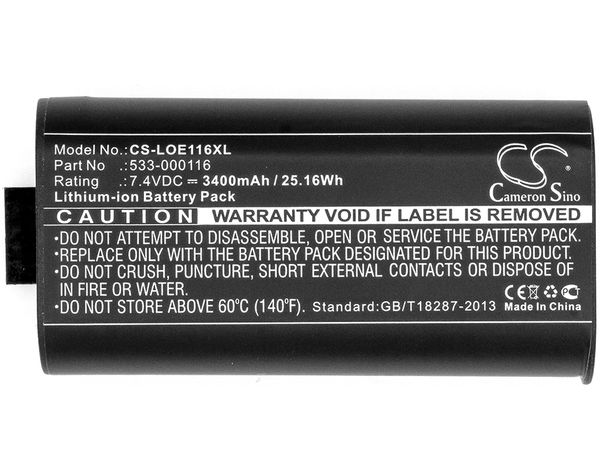 Model No.:CS-LOE116XL
Part No .:533-000116
Rating :7.4VDC ⎓ 3400mAh / 25.16Wh
Lithium-ion Battery Pack
CS
Cameron Sino
CAUTION WARRANTY VOID IF LABEL IS REMOVED
•DO NOT ATTEMPT TO DISASSEMBLE, OPEN OR SERVICE THE BATTERY PACK.
•REPLACE ONLY WITH THE BATTERY PACK DESIGNATED FOR THIS PRODUCT.
•DO NOT CRUSH, PUNCTURE, SHORT EXTERNAL CONTACTS OR DISPOSE OF
IN FIRE OR WATER.
•DO NOT STORE ABOVE 60°C (140°F). Standard:GB/T18287-2013
CE PC
Made In China